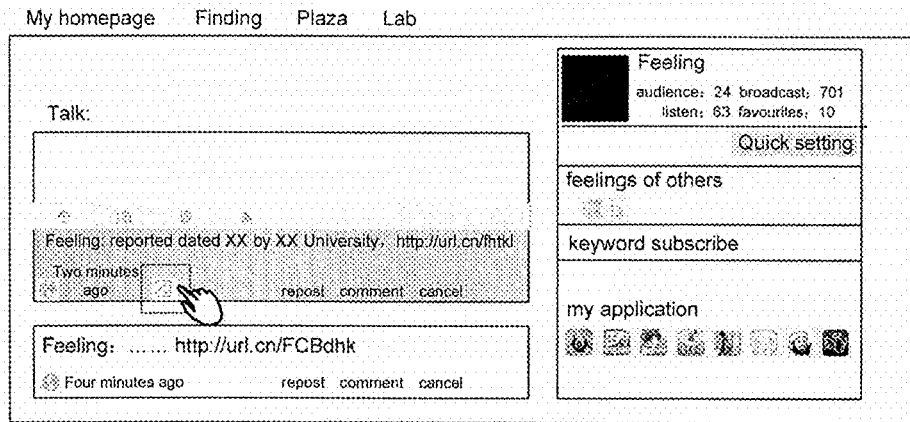 My homepage Finding Plaza Lab
Talk:
Feeling: reported dated XX by XX University, http://url.cn/fhtkl
Two minutes
ago repost comment cancel
Feeling: ...... http://url.cn/FCBdhk
Four minutes ago repost comment cancel
Feeling
audience: 24 broadcast: 701
listen: 63 favourites: 10
Quick setting
feelings of others
keyword subscribe
my application